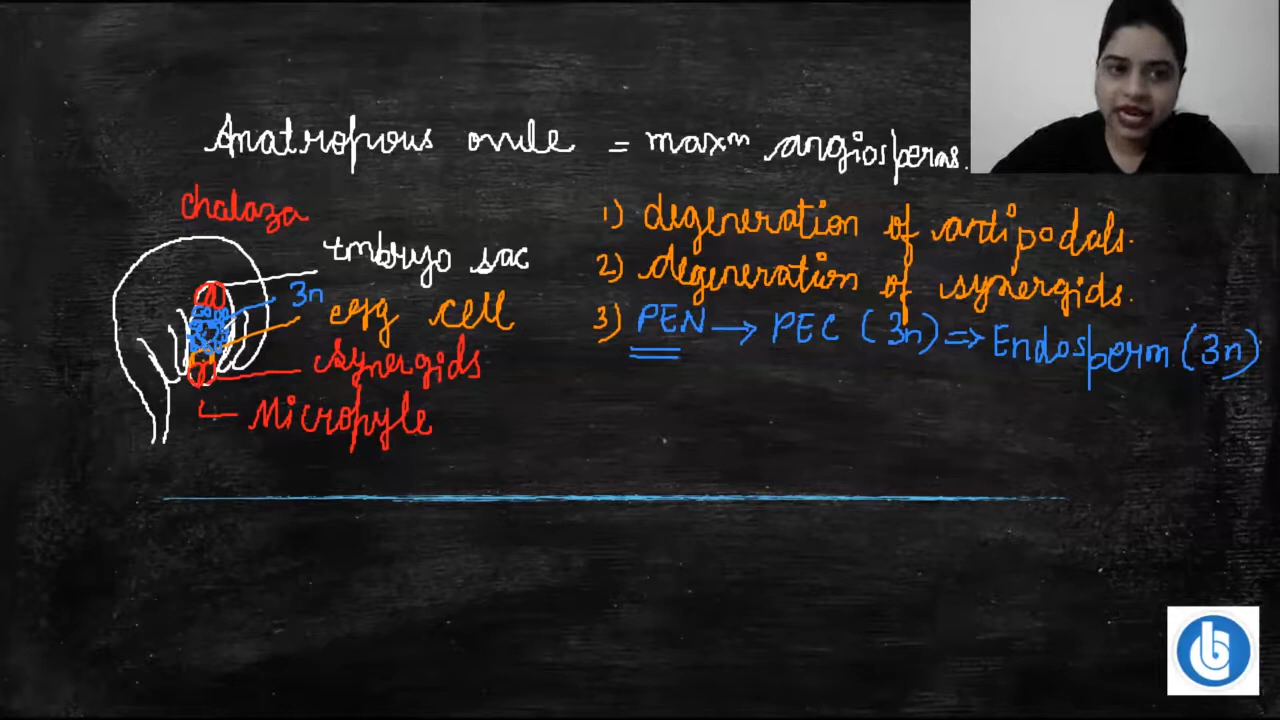 Anatropous ovule = maxm angiosperms.
Chalaza
Embryo sac
3n
egg cell
Synergids
Micropyle
1) degeneration of antipodals.
2) degeneration of synergids.
3) PEN → PEC (3n) => Endosperm (3n)